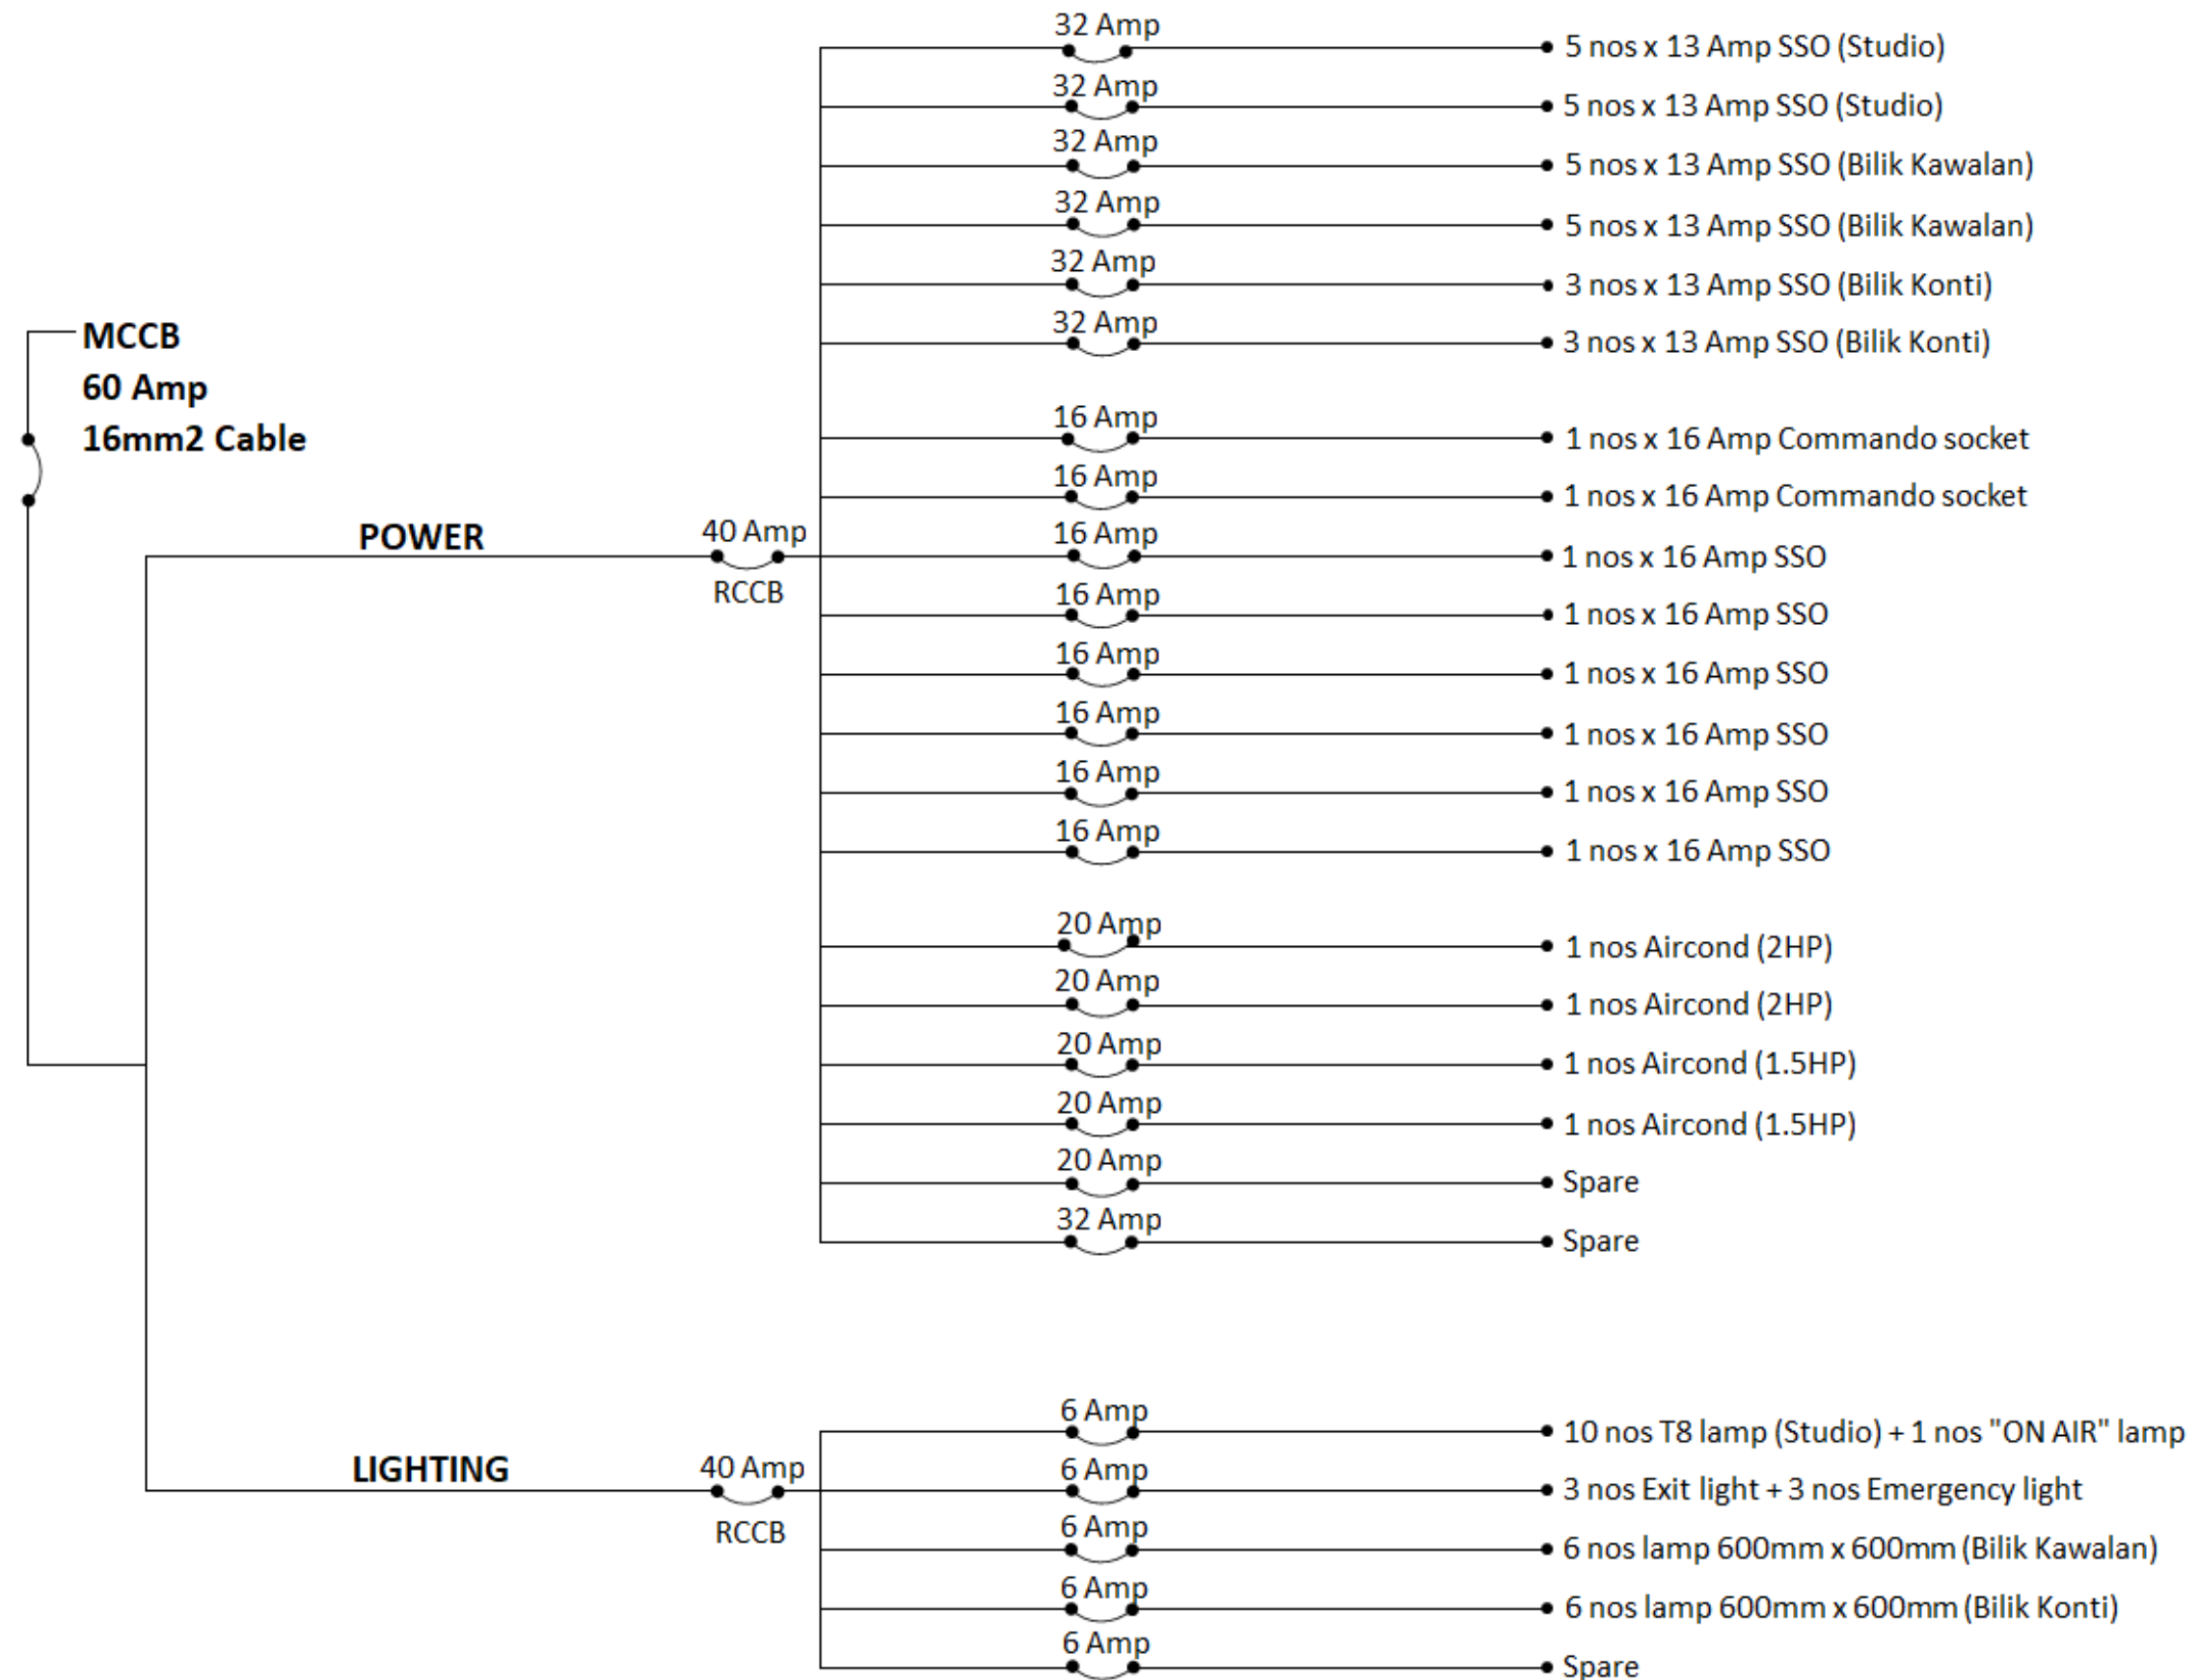 32 Amp
5 nos x 13 Amp SSO (Studio)
32 Amp
5 nos x 13 Amp SSO (Studio)
32 Amp
5 nos x 13 Amp SSO (Bilik Kawalan)
32 Amp
5 nos x 13 Amp SSO (Bilik Kawalan)
32 Amp
3 nos x 13 Amp SSO (Bilik Konti)
32 Amp
3 nos x 13 Amp SSO (Bilik Konti)
MCCB
60 Amp
16mm2 Cable
16 Amp
1 nos x 16 Amp Commando socket
16 Amp
1 nos x 16 Amp Commando socket
POWER
40 Amp
RCCB
16 Amp
1 nos x 16 Amp SSO
16 Amp
1 nos x 16 Amp SSO
16 Amp
1 nos x 16 Amp SSO
16 Amp
1 nos x 16 Amp SSO
16 Amp
1 nos x 16 Amp SSO
16 Amp
1 nos x 16 Amp SSO
20 Amp
1 nos Aircond (2HP)
20 Amp
1 nos Aircond (2HP)
20 Amp
1 nos Aircond (1.5HP)
20 Amp
1 nos Aircond (1.5HP)
20 Amp
Spare
32 Amp
Spare
LIGHTING
40 Amp
RCCB
6 Amp
10 nos T8 lamp (Studio) + 1 nos "ON AIR" lamp
6 Amp
3 nos Exit light + 3 nos Emergency light
6 Amp
6 nos lamp 600mm x 600mm (Bilik Kawalan)
6 Amp
6 nos lamp 600mm x 600mm (Bilik Konti)
6 Amp
Spare